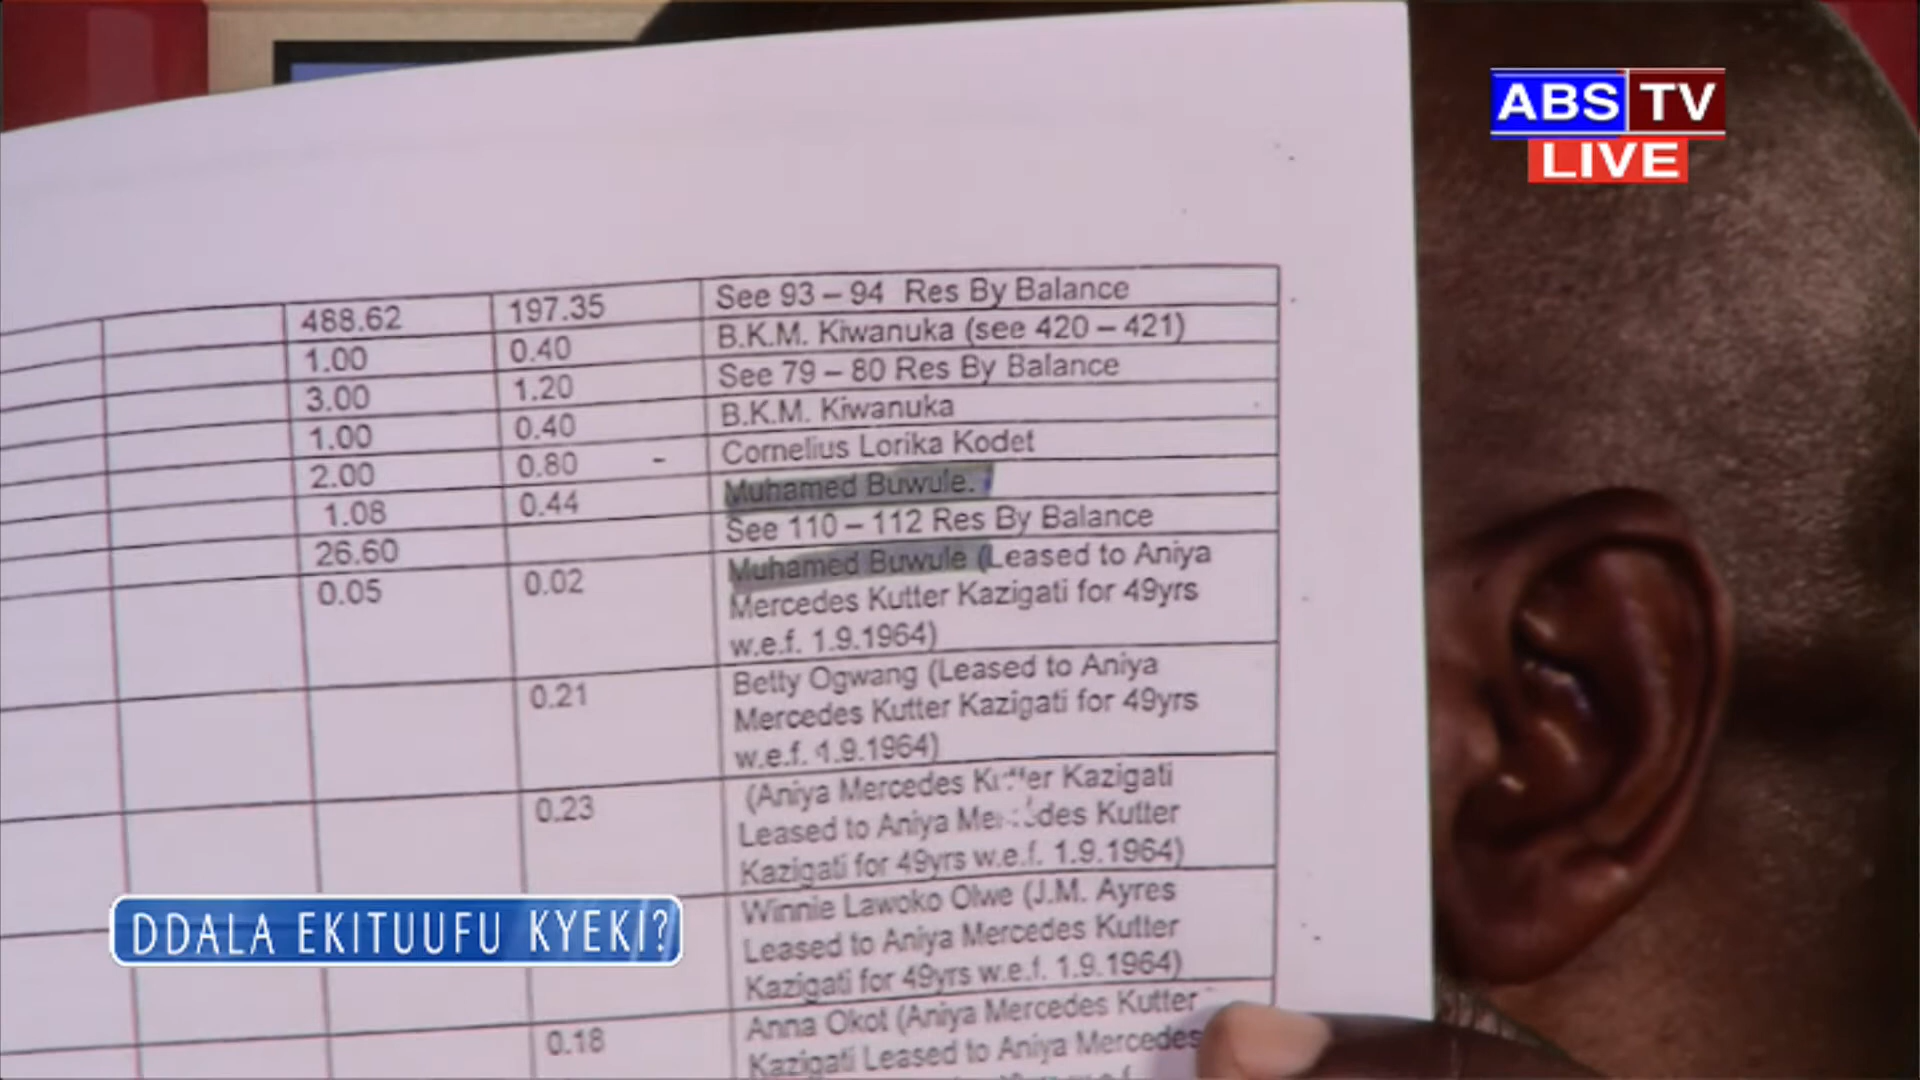 ABS TV
LIVE
488.62 197.35 See 93 – 94 Res By Balance
1.00 0.40 B.K.M. Kiwanuka (see 420 – 421)
3.00 1.20 See 79 – 80 Res By Balance
1.00 0.40 B.K.M. Kiwanuka
2.00 0.80 - Cornelius Lorika Kodet
1.08 0.44 Muhamed Buwule.
26.60 See 110 – 112 Res By Balance
0.05 0.02 Muhamed Buwule (Leased to Aniya
Mercedes Kutter Kazigati for 49yrs
w.e.f. 1.9.1964)
0.21 Betty Ogwang (Leased to Aniya
Mercedes Kutter Kazigati for 49yrs
w.e.f. 1.9.1964)
0.23 (Aniya Mercedes Kutter Kazigati
Leased to Aniya Mercedes Kutter
Kazigati for 49yrs w.e.f. 1.9.1964)
Winnie Lawoko Olwe (J.M. Ayres
Leased to Aniya Mercedes Kutter
Kazigati for 49yrs w.e.f. 1.9.1964)
0.18 Anna Okot (Aniya Mercedes Kutter
Kazigati Leased to Aniya Mercedes
DDALA EKITUUFU KYEKI?